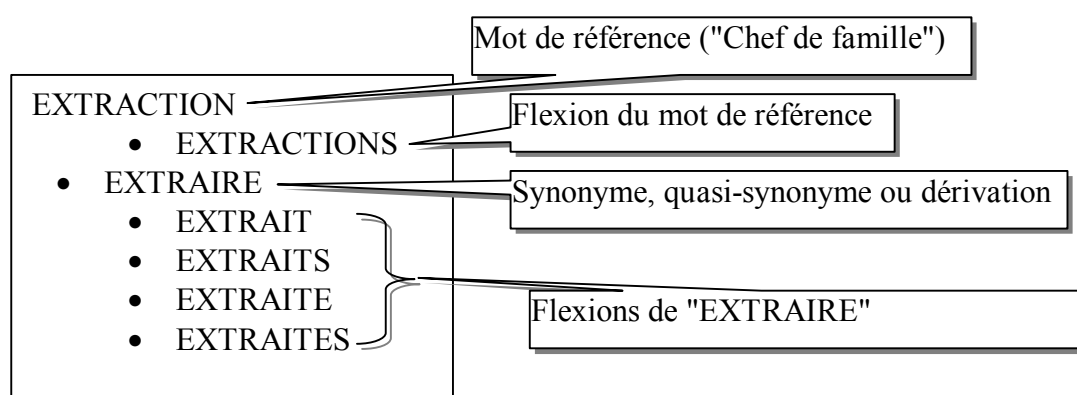 Mot de référence ("Chef de famille")
EXTRACTION
Flexion du mot de référence
• EXTRACTIONS
• EXTRAIRE
Synonyme, quasi-synonyme ou dérivation
• EXTRAIT
• EXTRAITS
• EXTRAITE
Flexions de "EXTRAIRE"
• EXTRAITES